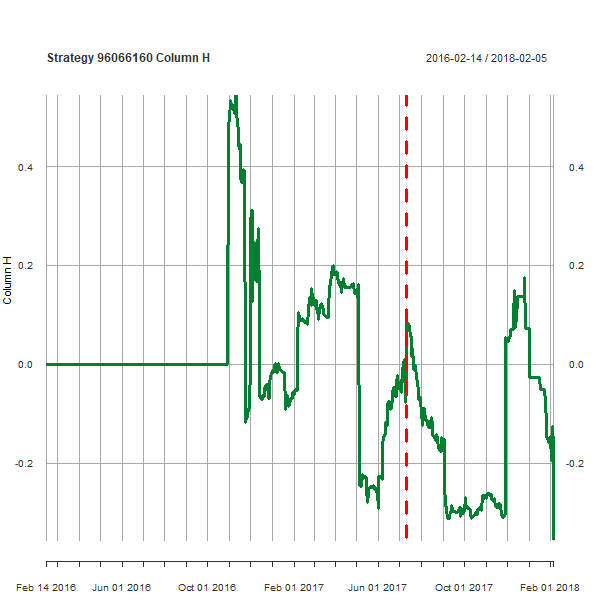 Strategy 96066160 Column H
2016-02-14 / 2018-02-05
0.4
0.4
0.2
0.2
Column H
0.0
0.0
-0.2
-0.2
Feb 14 2016
Jun 01 2016
Oct 01 2016
Feb 01 2017
Jun 01 2017
Oct 01 2017
Feb 01 2018